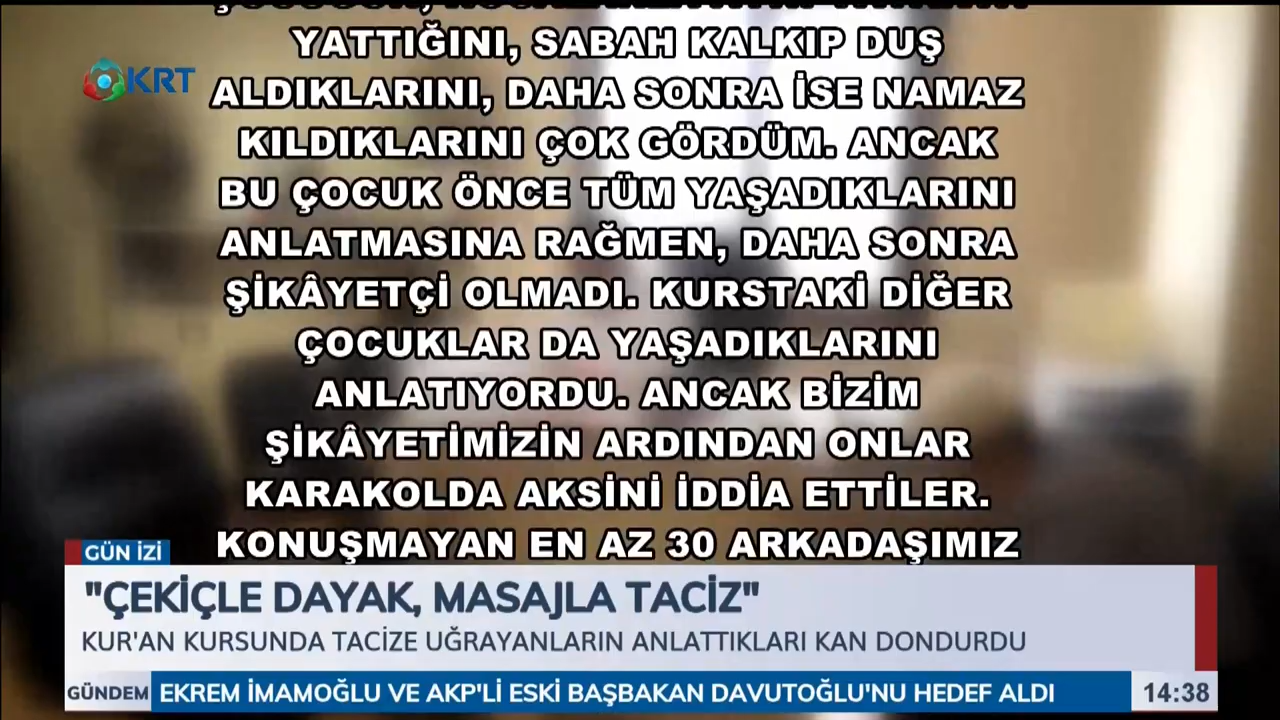 YATTIĞINI, SABAH KALKIP DUŞ
KRT
ALDIKLARINI, DAHA SONRA İSE NAMAZ
KILDIKLARINI ÇOK GÖRDÜM. ANCAK
BU ÇOCUK ÖNCE TÜM YAŞADIKLARINI
ANLATMASINA RAĞMEN, DAHA SONRA
ŞİKÂYETÇİ OLMADI. KURSTAKİ DİĞER
ÇOCUKLAR DA YAŞADIKLARINI
ANLATIYORDU. ANCAK BİZİM
ŞİKÂYETİMİZİN ARDINDAN ONLAR
KARAKOLDA AKSİNİ İDDİA ETTİLER.
KONUŞMAYAN EN AZ 30 ARKADAŞIMIZ
GÜN İZİ
"ÇEKİÇLE DAYAK, MASAJLA TACİZ"
KUR'AN KURSUNDA TACİZE UĞRAYANLARIN ANLATTIKLARI KAN DONDURDU
GÜNDEM EKREM İMAMOĞLU VE AKP'Lİ ESKİ BAŞBAKAN DAVUTOĞLU'NU HEDEF ALDI 14:38